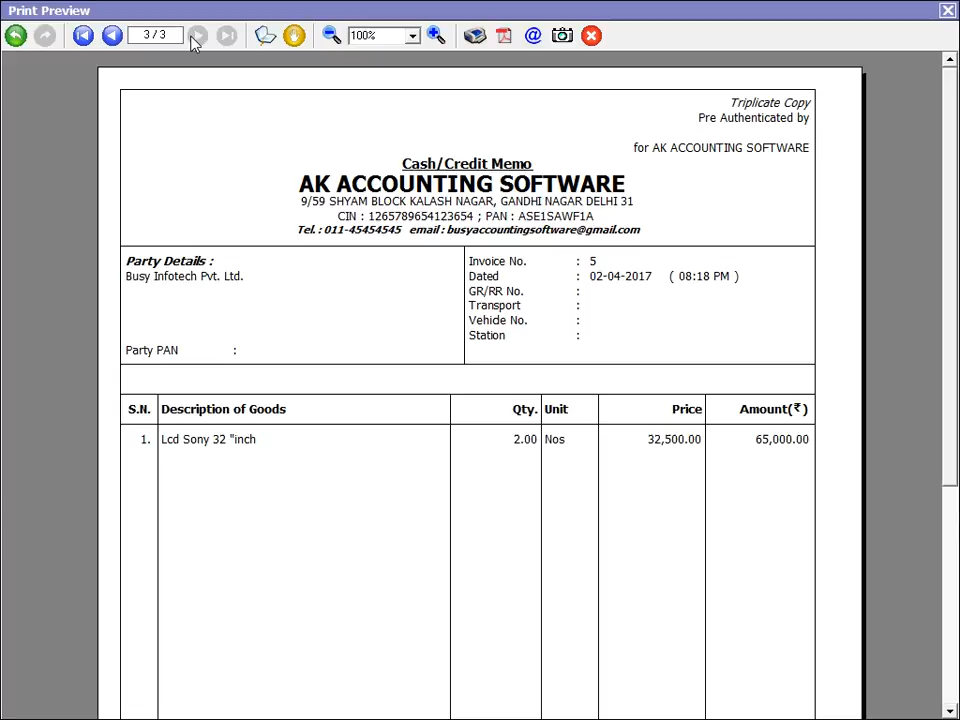 Print Preview
3 / 3
100%
Triplicate Copy
Pre Authenticated by
for AK ACCOUNTING SOFTWARE
Cash/Credit Memo
AK ACCOUNTING SOFTWARE
9/59 SHYAM BLOCK KALASH NAGAR, GANDHI NAGAR DELHI 31
CIN : 1265789654123654 ; PAN : ASE1SAWF1A
Tel. : 011-45454545 email : busyaccountingsoftware@gmail.com
Party Details :
Busy Infotech Pvt. Ltd.
Party PAN :
Invoice No. : 5
Dated : 02-04-2017 ( 08:18 PM )
GR/RR No. :
Transport :
Vehicle No. :
Station :
S.N. Description of Goods Qty. Unit Price Amount(₹)
1. Lcd Sony 32 "inch 2.00 Nos 32,500.00 65,000.00